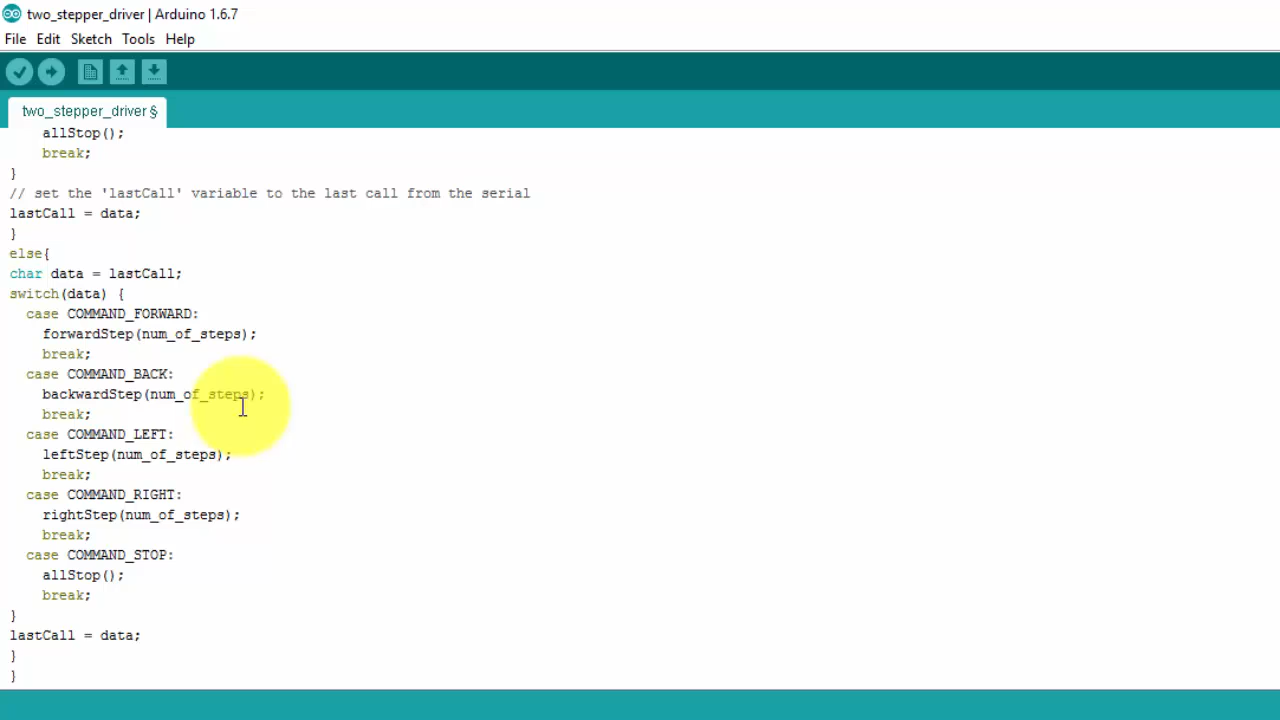 two_stepper_driver | Arduino 1.6.7
File Edit Sketch Tools Help
two_stepper_driver §
allStop();
break;
}
// set the 'lastCall' variable to the last call from the serial
lastCall = data;
}
else{
char data = lastCall;
switch(data) {
case COMMAND_FORWARD:
forwardStep(num_of_steps);
break;
case COMMAND_BACK:
backwardStep(num_of_steps);
break;
case COMMAND_LEFT:
leftStep(num_of_steps);
break;
case COMMAND_RIGHT:
rightStep(num_of_steps);
break;
case COMMAND_STOP:
allStop();
break;
}
lastCall = data;
}
}